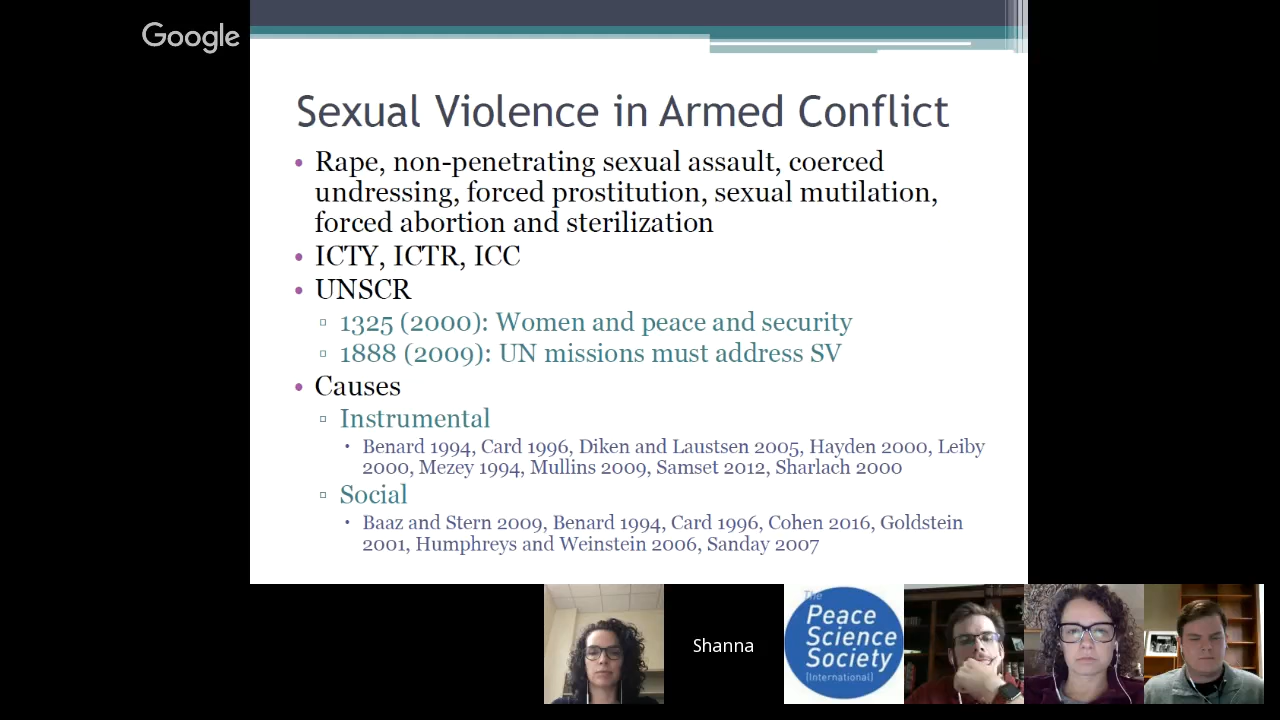 Google
Sexual Violence in Armed Conflict
• Rape, non-penetrating sexual assault, coerced
undressing, forced prostitution, sexual mutilation,
forced abortion and sterilization
• ICTY, ICTR, ICC
• UNSCR
▫ 1325 (2000): Women and peace and security
▫ 1888 (2009): UN missions must address SV
• Causes
▫ Instrumental
• Benard 1994, Card 1996, Diken and Laustsen 2005, Hayden 2000, Leiby
2000, Mezey 1994, Mullins 2009, Samset 2012, Sharlach 2000
▫ Social
• Baaz and Stern 2009, Benard 1994, Card 1996, Cohen 2016, Goldstein
2001, Humphreys and Weinstein 2006, Sanday 2007
Shanna
The
Peace
Science
Society
[International]